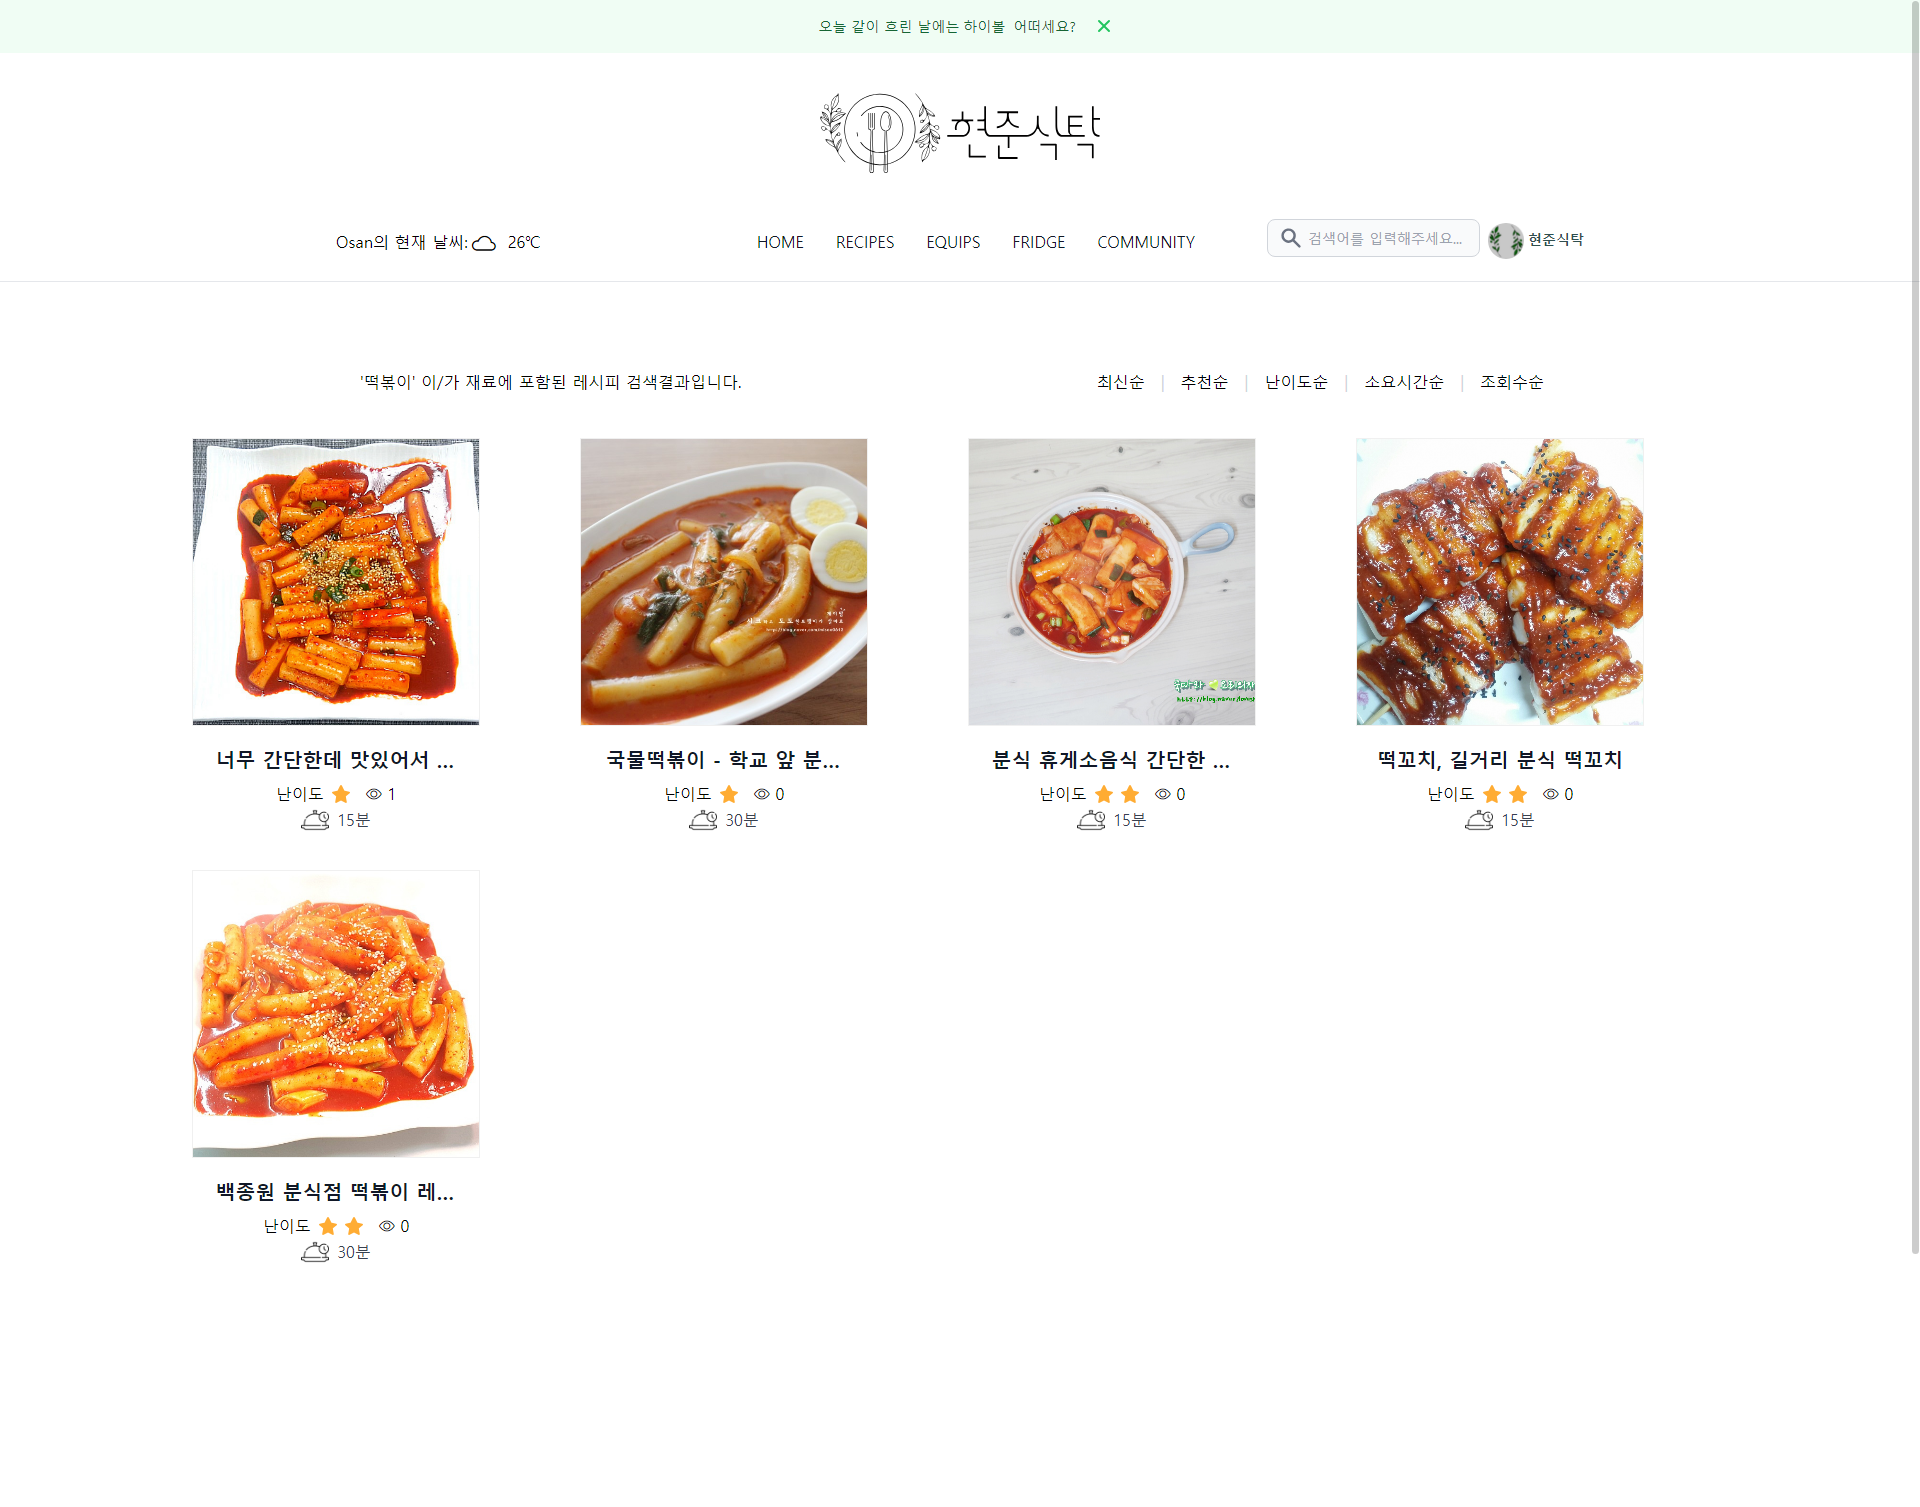 오늘 같이 흐린 날에는 하이볼 어떠세요?
현준식탁
Osan의 현재 날씨: 26℃
HOME RECIPES EQUIPS FRIDGE COMMUNITY
검색어를 입력해주세요...
현준식탁
'떡볶이' 이/가 재료에 포함된 레시피 검색결과입니다.
최신순 | 추천순 | 난이도순 | 소요시간순 | 조회수순
너무 간단한데 맛있어서 ...
난이도 1
15분
국물떡볶이 - 학교 앞 분...
난이도 0
30분
분식 휴게소음식 간단한 ...
난이도 0
15분
떡꼬치, 길거리 분식 떡꼬치
난이도 0
15분
백종원 분식점 떡볶이 레...
난이도 0
30분